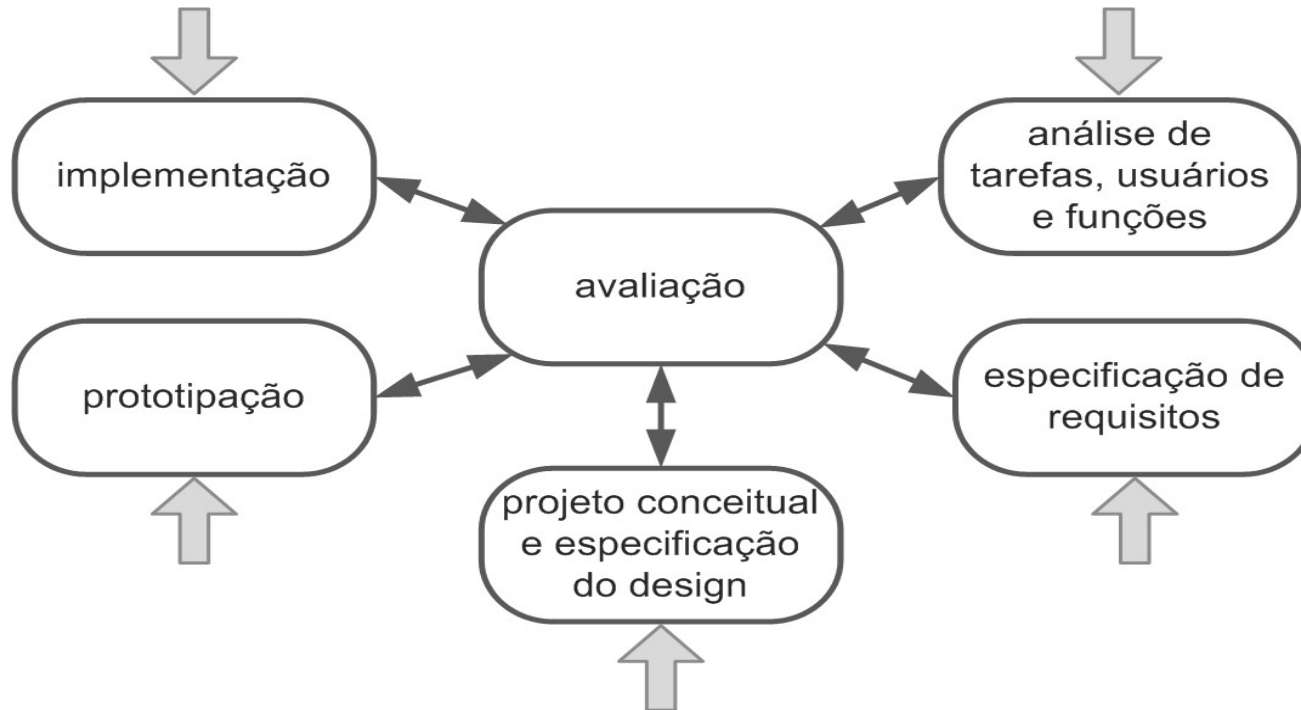 implementação
análise de
tarefas, usuários
e funções
avaliação
prototipação
especificação de
requisitos
projeto conceitual
e especificação
do design